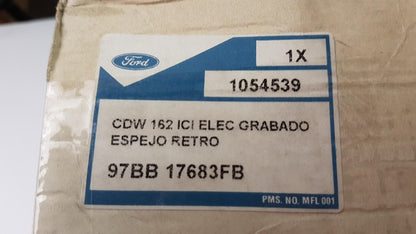 Ford
1X
1054539
CDW 162 ICI ELEC GRABADO
ESPEJO RETRO
97BB 17683FB
PMS. NO. MFL 001